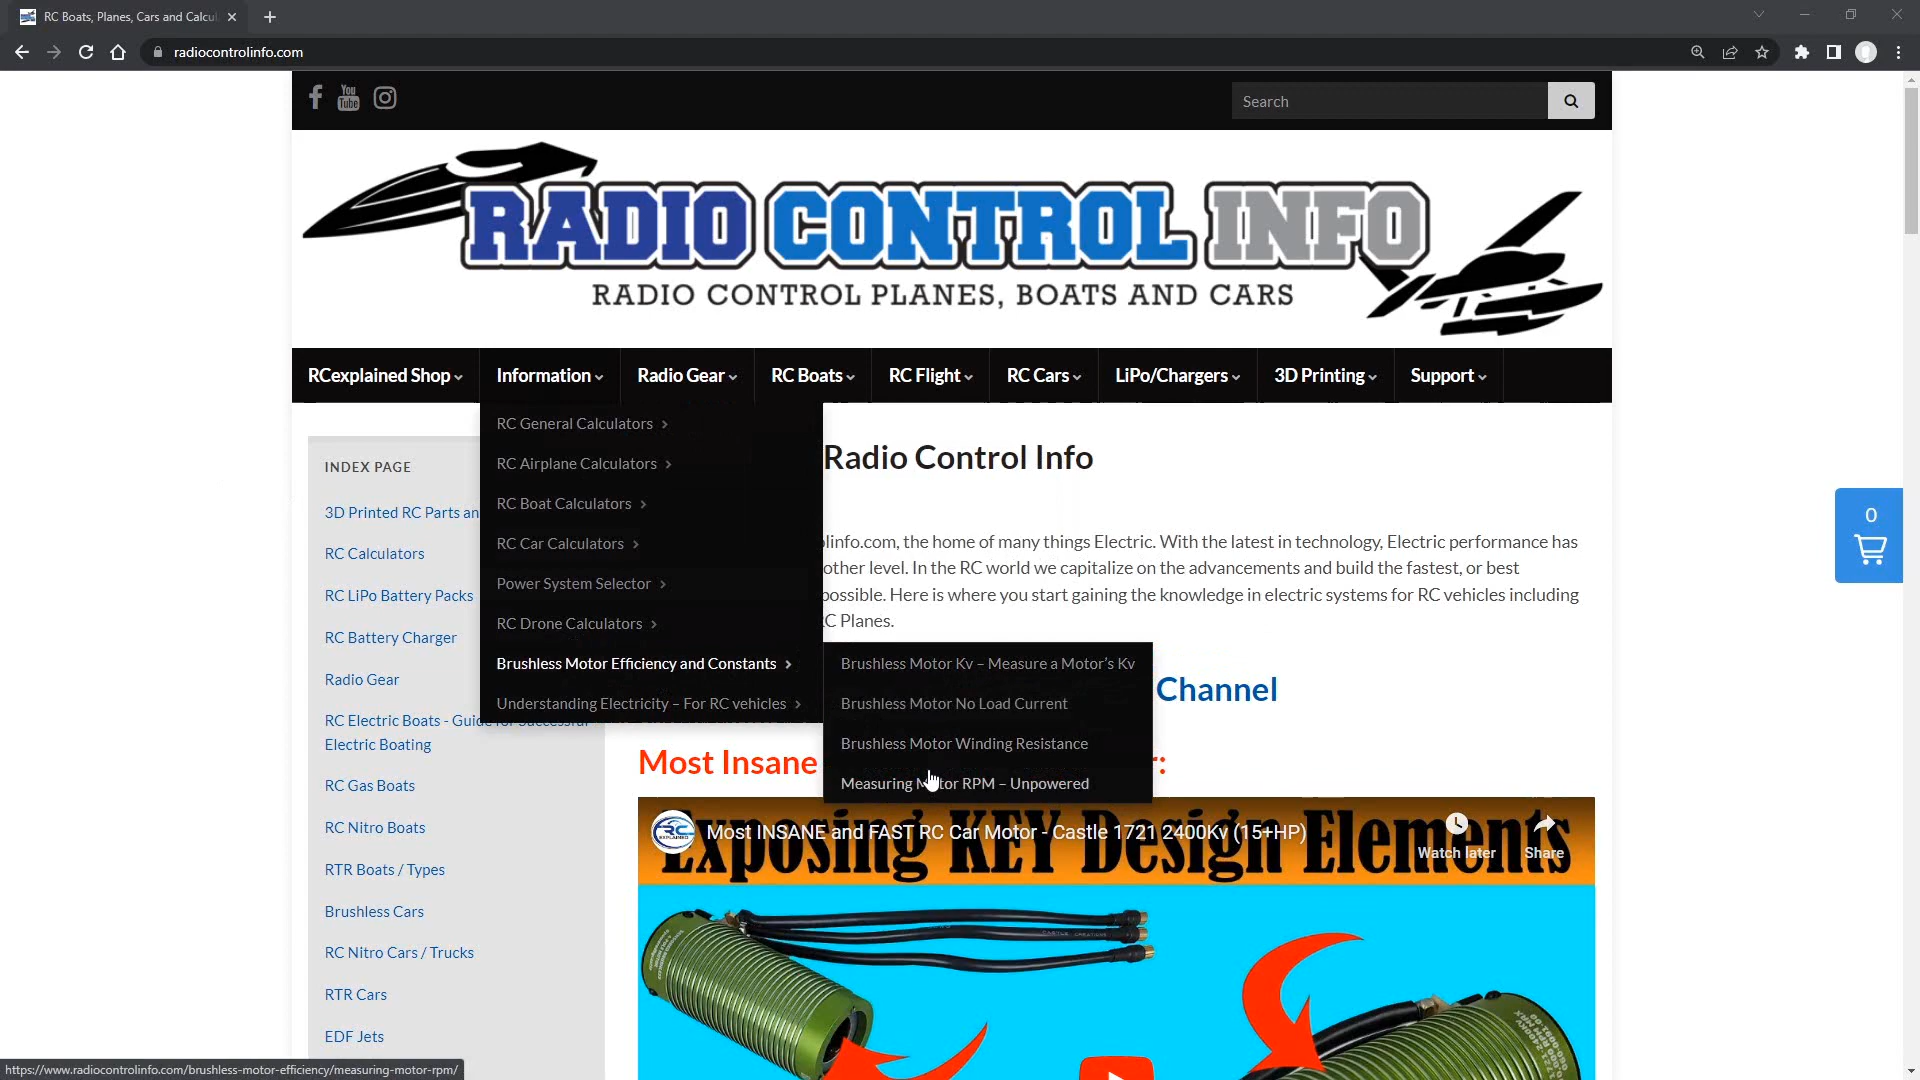 RC Boats, Planes, Cars and Calcul
radiocontrolinfo.com
You
Tube
Search
RADIO CONTROL INFO
RADIO CONTROL PLANES, BOATS AND CARS
RCexplained Shop
Information
Radio Gear
RC Boats
RC Flight
RC Cars
LiPo/Chargers
3D Printing
Support
RC General Calculators
RC Airplane Calculators
RC Boat Calculators
RC Car Calculators
Power System Selector
RC Drone Calculators
Brushless Motor Efficiency and Constants
Understanding Electricity – For RC vehicles
Brushless Motor Kv – Measure a Motor's Kv
Brushless Motor No Load Current
Brushless Motor Winding Resistance
Measuring Motor RPM – Unpowered
INDEX PAGE
3D Printed RC Parts an
RC Calculators
RC LiPo Battery Packs
RC Battery Charger
Radio Gear
RC Electric Boats - Guide for Successful
Electric Boating
RC Gas Boats
RC Nitro Boats
RTR Boats / Types
Brushless Cars
RC Nitro Cars / Trucks
RTR Cars
EDF Jets
Radio Control Info
linfo.com, the home of many things Electric. With the latest in technology, Electric performance has
other level. In the RC world we capitalize on the advancements and build the fastest, or best
possible. Here is where you start gaining the knowledge in electric systems for RC vehicles including
C Planes.
Channel
Most Insane
r:
Most INSANE and FAST RC Car Motor - Castle 1721 2400Kv (15+HP)
Exposing KEY Design Elements
Watch later
Share
0
https://www.radiocontrolinfo.com/brushless-motor-efficiency/measuring-motor-rpm/